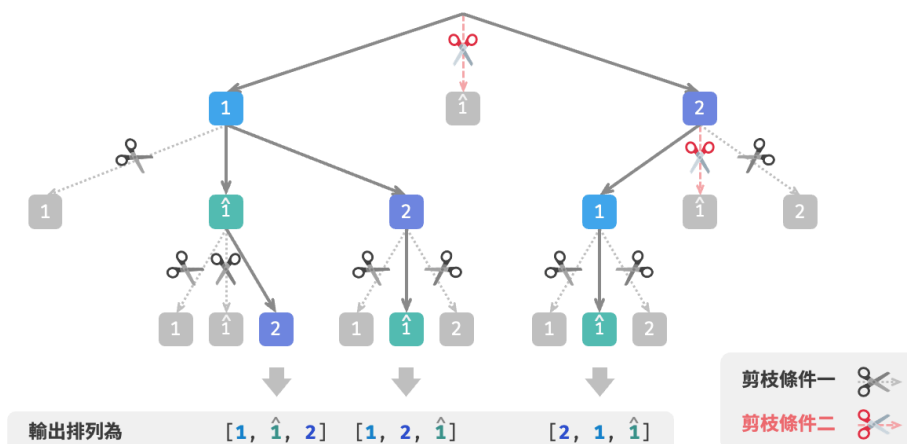 1 1̂ 2
1 1̂ 2 1 1̂ 2
1 1̂ 2 1 1̂ 2 1 1̂ 2
剪枝條件一
剪枝條件二
輸出排列為 [1, 1̂, 2] [1, 2, 1̂] [2, 1, 1̂]